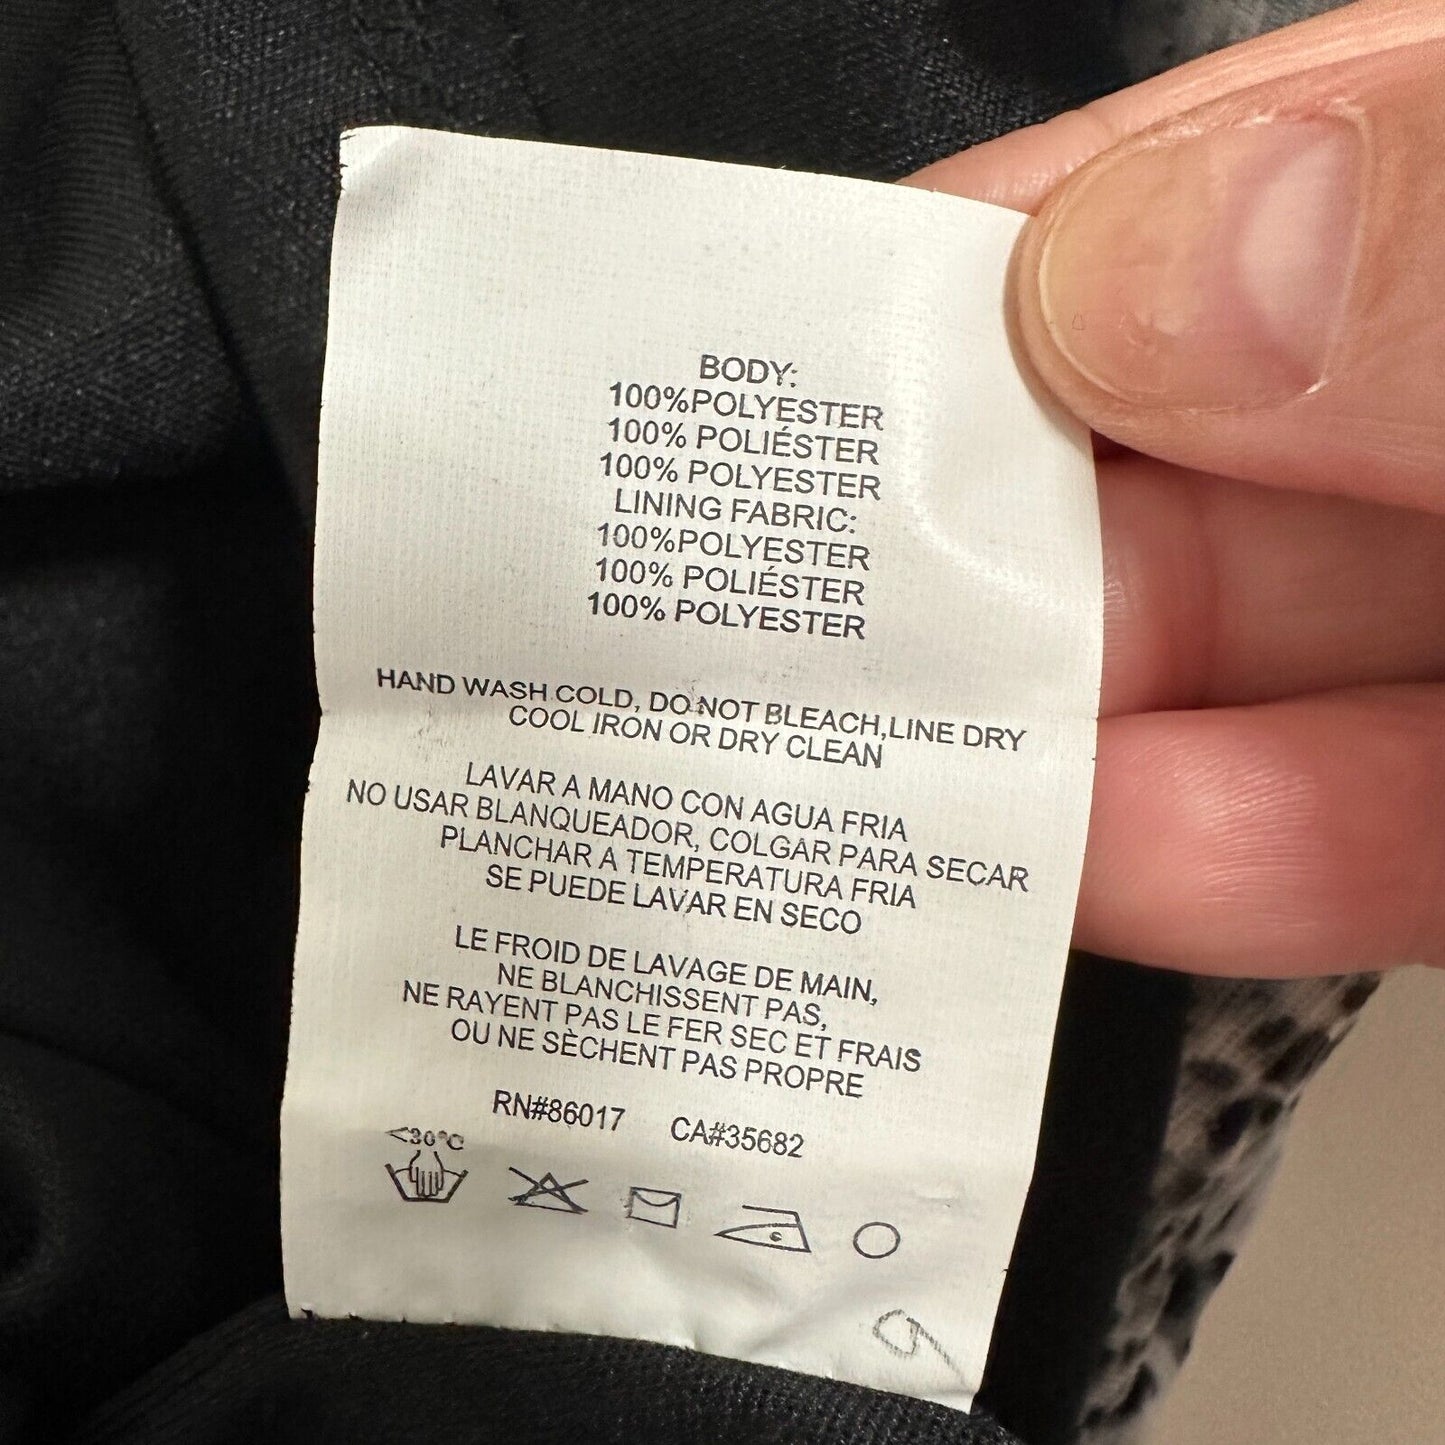 BODY:
100%POLYESTER
100% POLIÉSTER
100% POLYESTER
LINING FABRIC:
100%POLYESTER
100% POLIÉSTER
100% POLYESTER
HAND WASH COLD, DO NOT BLEACH,LINE DRY
COOL IRON OR DRY CLEAN
LAVAR A MANO CON AGUA FRIA
NO USAR BLANQUEADOR, COLGAR PARA SECAR
PLANCHAR A TEMPERATURA FRIA
SE PUEDE LAVAR EN SECO
LE FROID DE LAVAGE DE MAIN,
NE BLANCHISSENT PAS,
NE RAYENT PAS LE FER SEC ET FRAIS
OU NE SÈCHENT PAS PROPRE
RN#86017 CA#35682
<30°C